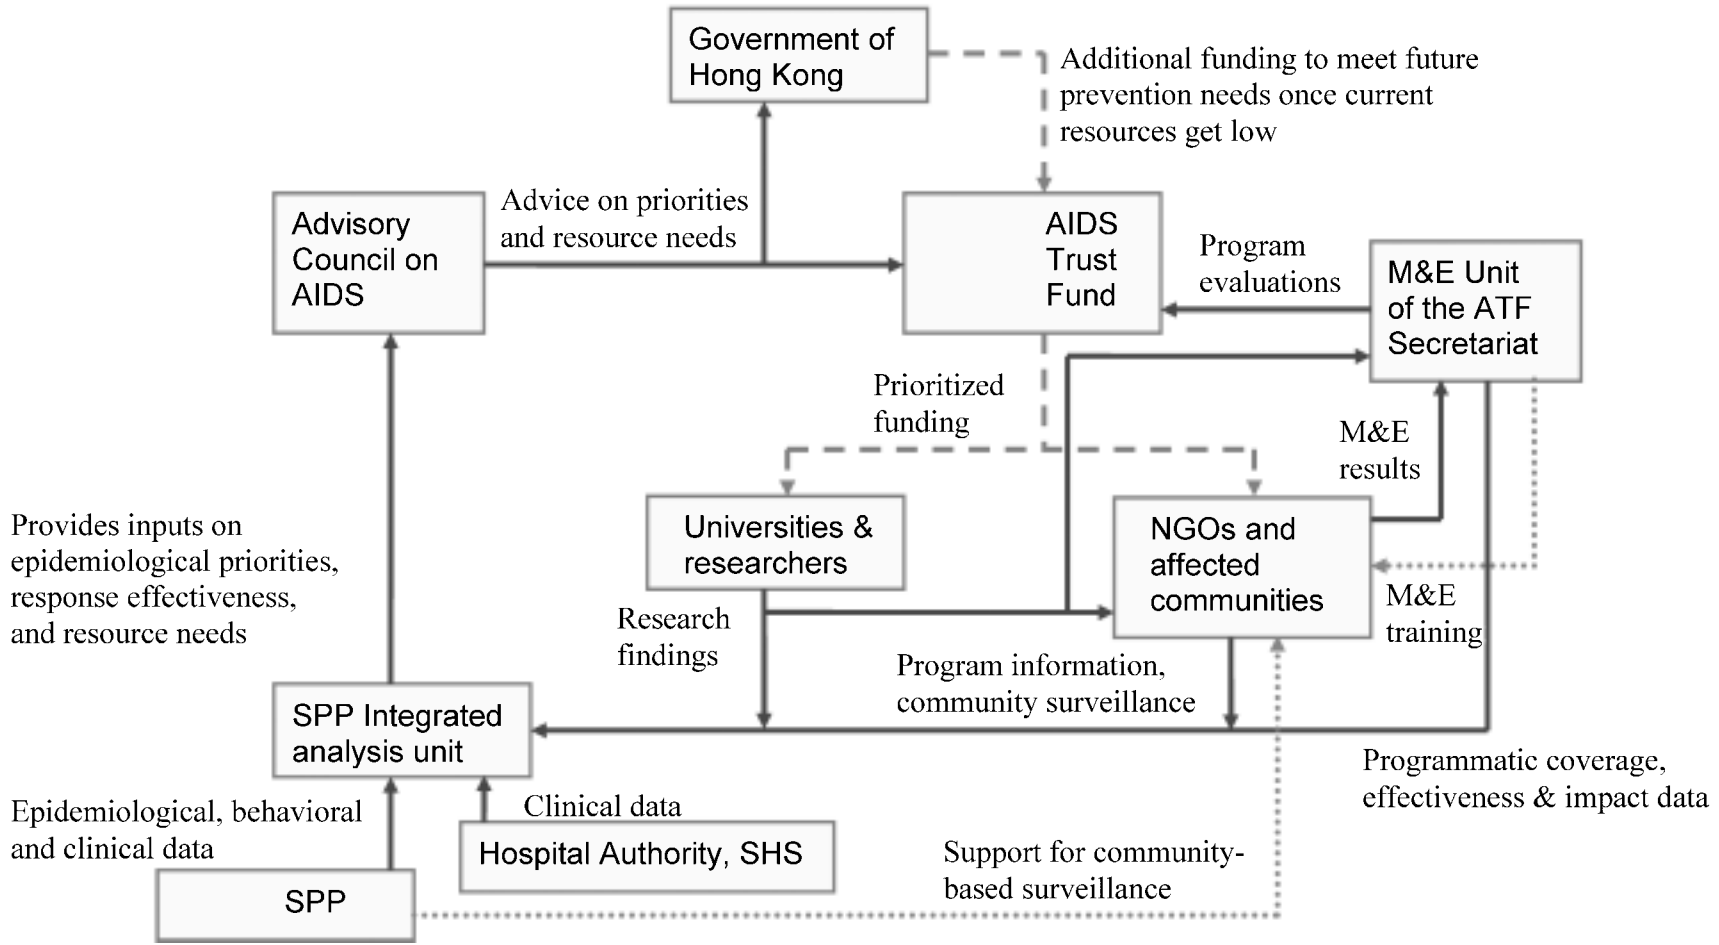 Government of
Hong Kong
Additional funding to meet future
prevention needs once current
resources get low
Advisory
Council on
AIDS
Advice on priorities
and resource needs
AIDS
Trust
Fund
Program
evaluations
M&E Unit
of the ATF
Secretariat
Prioritized
funding
M&E
results
Universities &
researchers
NGOs and
affected
communities
Provides inputs on
epidemiological priorities,
response effectiveness,
and resource needs
Research
findings
M&E
training
Program information,
community surveillance
SPP Integrated
analysis unit
Programmatic coverage,
effectiveness & impact data
Epidemiological, behavioral
and clinical data
Clinical data
Hospital Authority, SHS
Support for community-
based surveillance
SPP